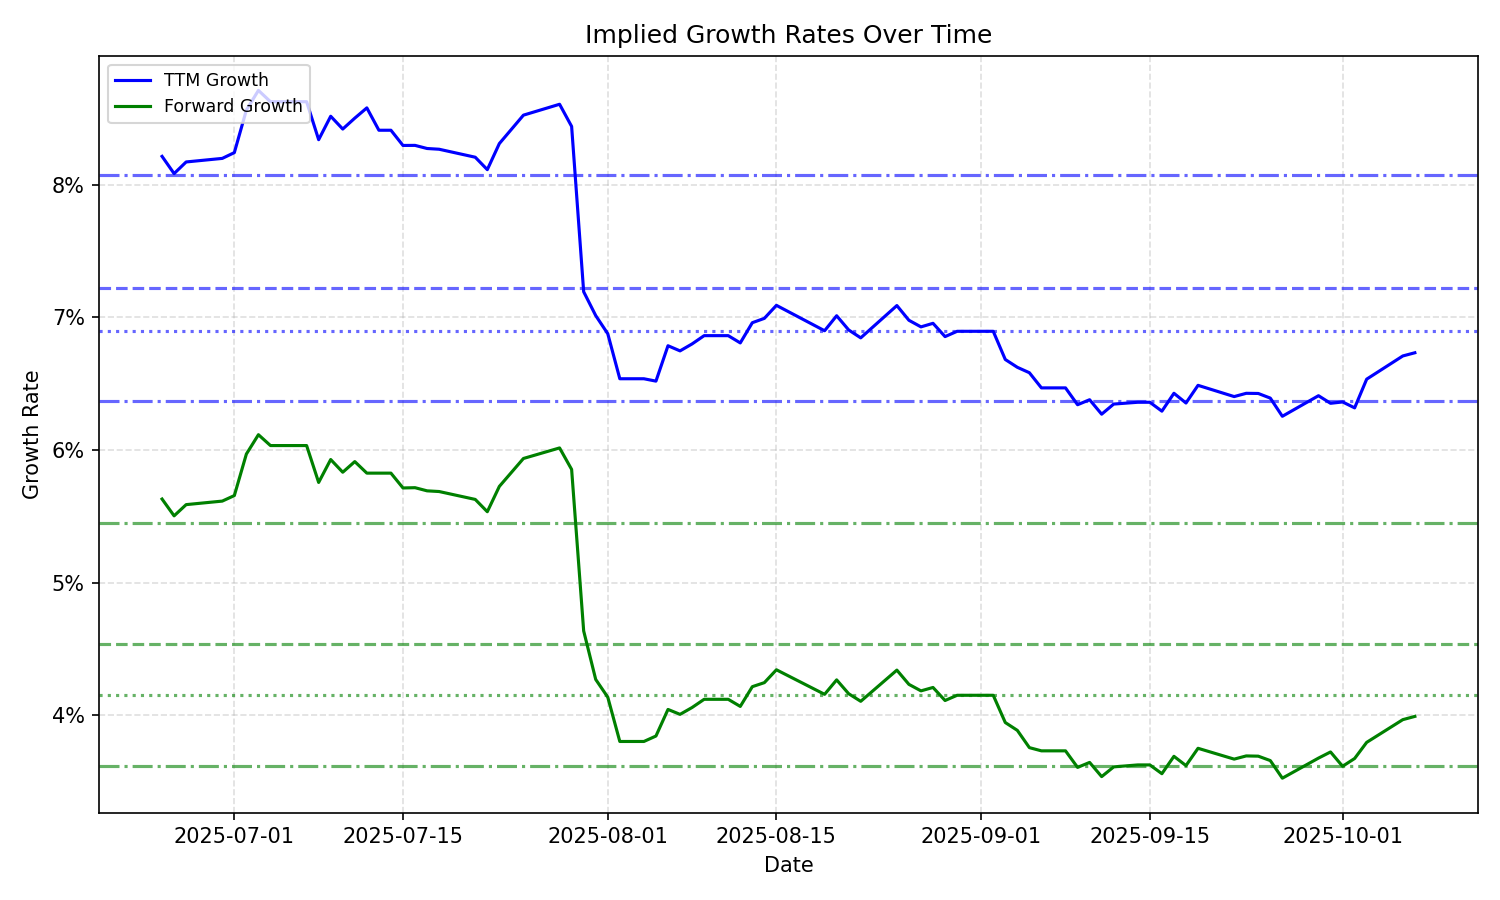 Implied Growth Rates Over Time
TTM Growth
Forward Growth
8%
7%
6%
5%
4%
Growth Rate
2025-07-01
2025-07-15
2025-08-01
2025-08-15
2025-09-01
2025-09-15
2025-10-01
Date